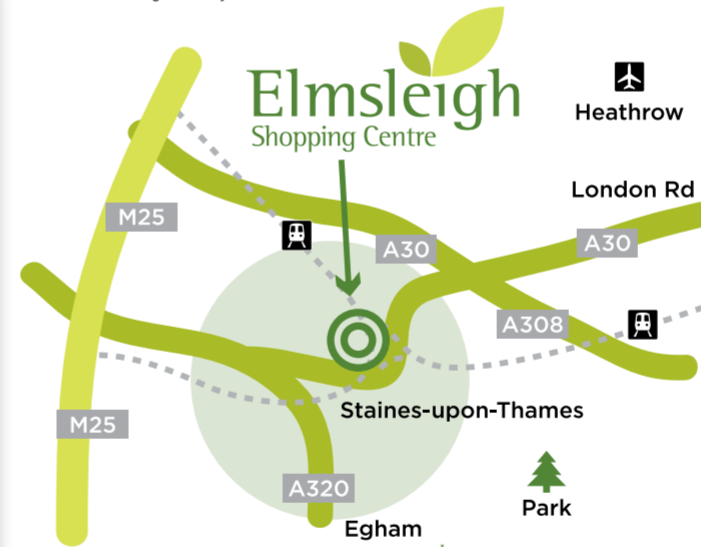 Elmsleigh
Shopping Centre
Heathrow
London Rd
M25
A30
A30
A308
M25
Staines-upon-Thames
A320
Park
Egham